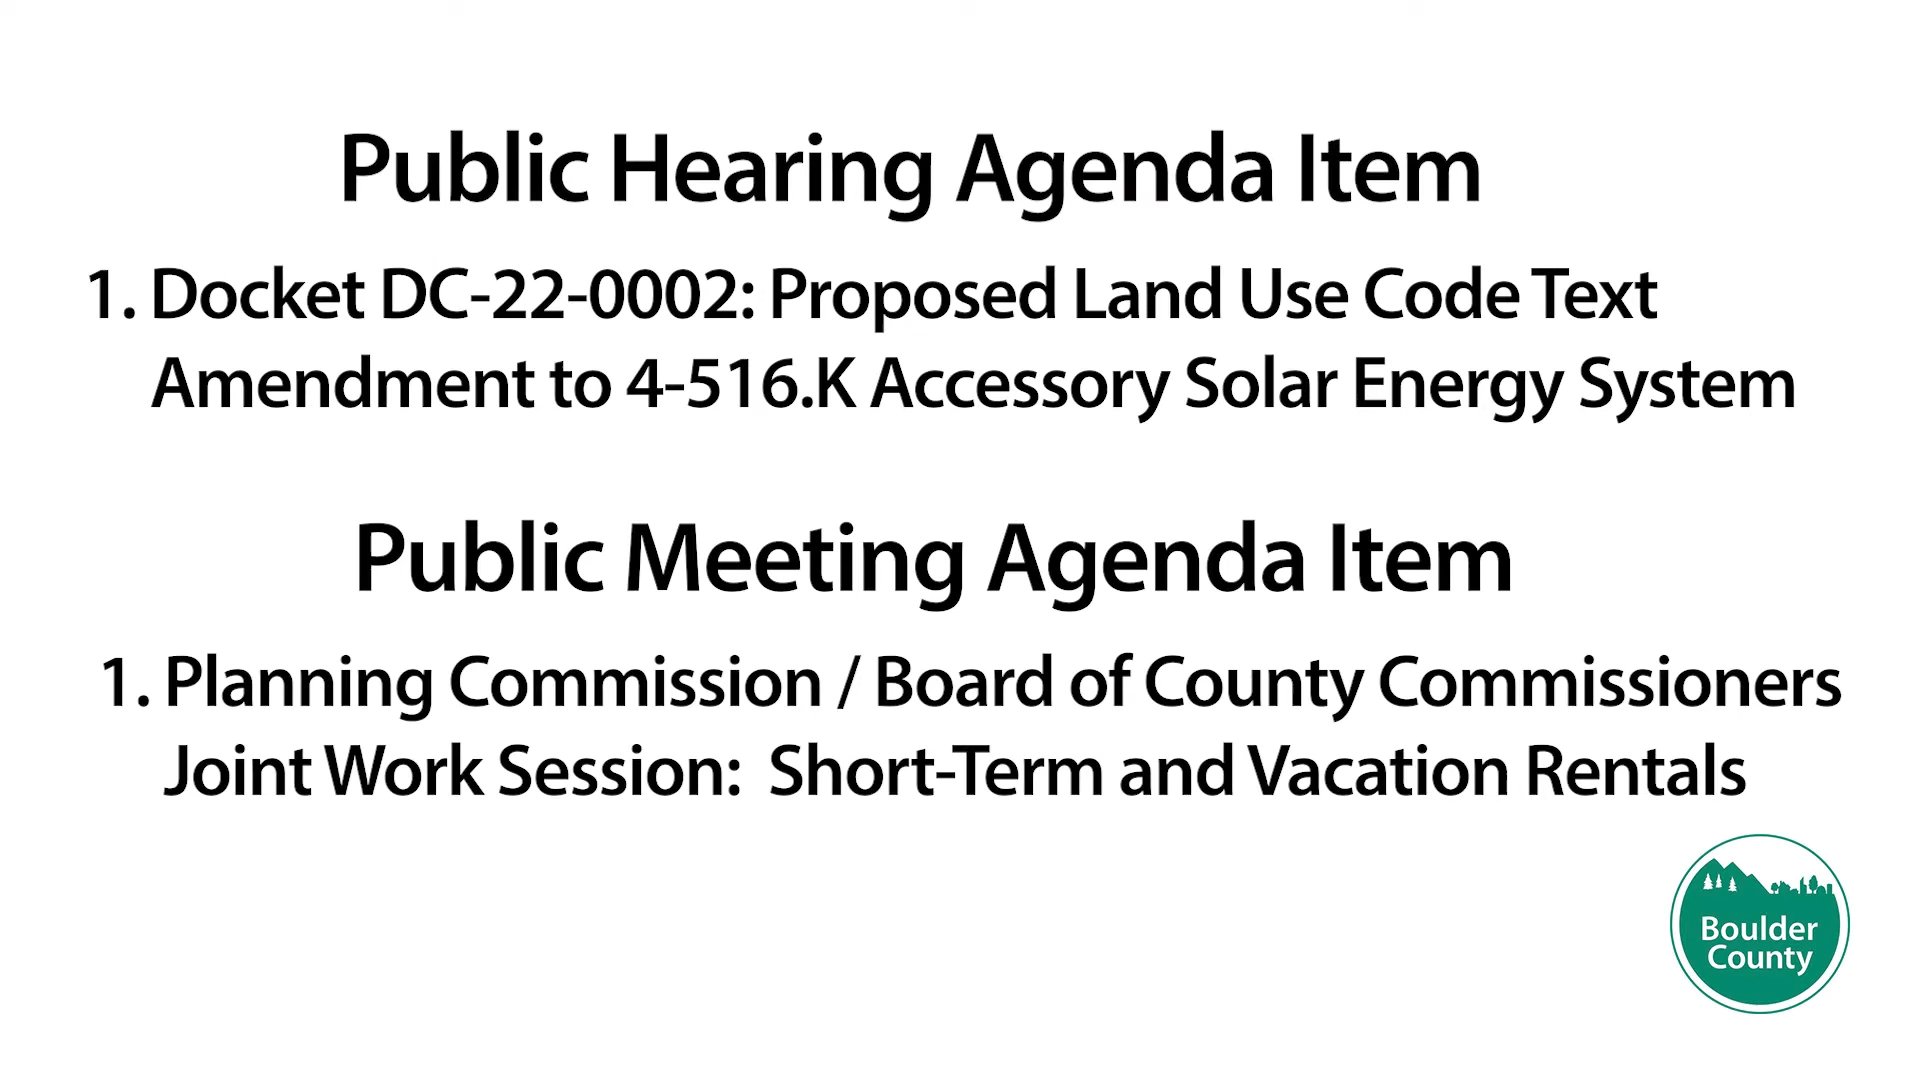 Public Hearing Agenda Item
1. Docket DC-22-0002: Proposed Land Use Code Text
Amendment to 4-516.K Accessory Solar Energy System
Public Meeting Agenda Item
1. Planning Commission / Board of County Commissioners
Joint Work Session:  Short-Term and Vacation Rentals
Boulder
County